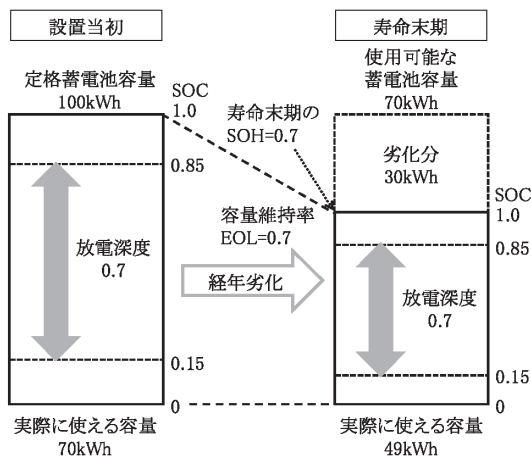 設置当初
定格蓄電池容量
100kWh
SOC
1.0
0.85
放電深度
0.7
0.15
0
実際に使える容量
70kWh
寿命末期の
SOH=0.7
容量維持率
EOL=0.7
経年劣化
寿命末期
使用可能な
蓄電池容量
70kWh
劣化分
30kWh
SOC
1.0
0.85
放電深度
0.7
0.15
0
実際に使える容量
49kWh